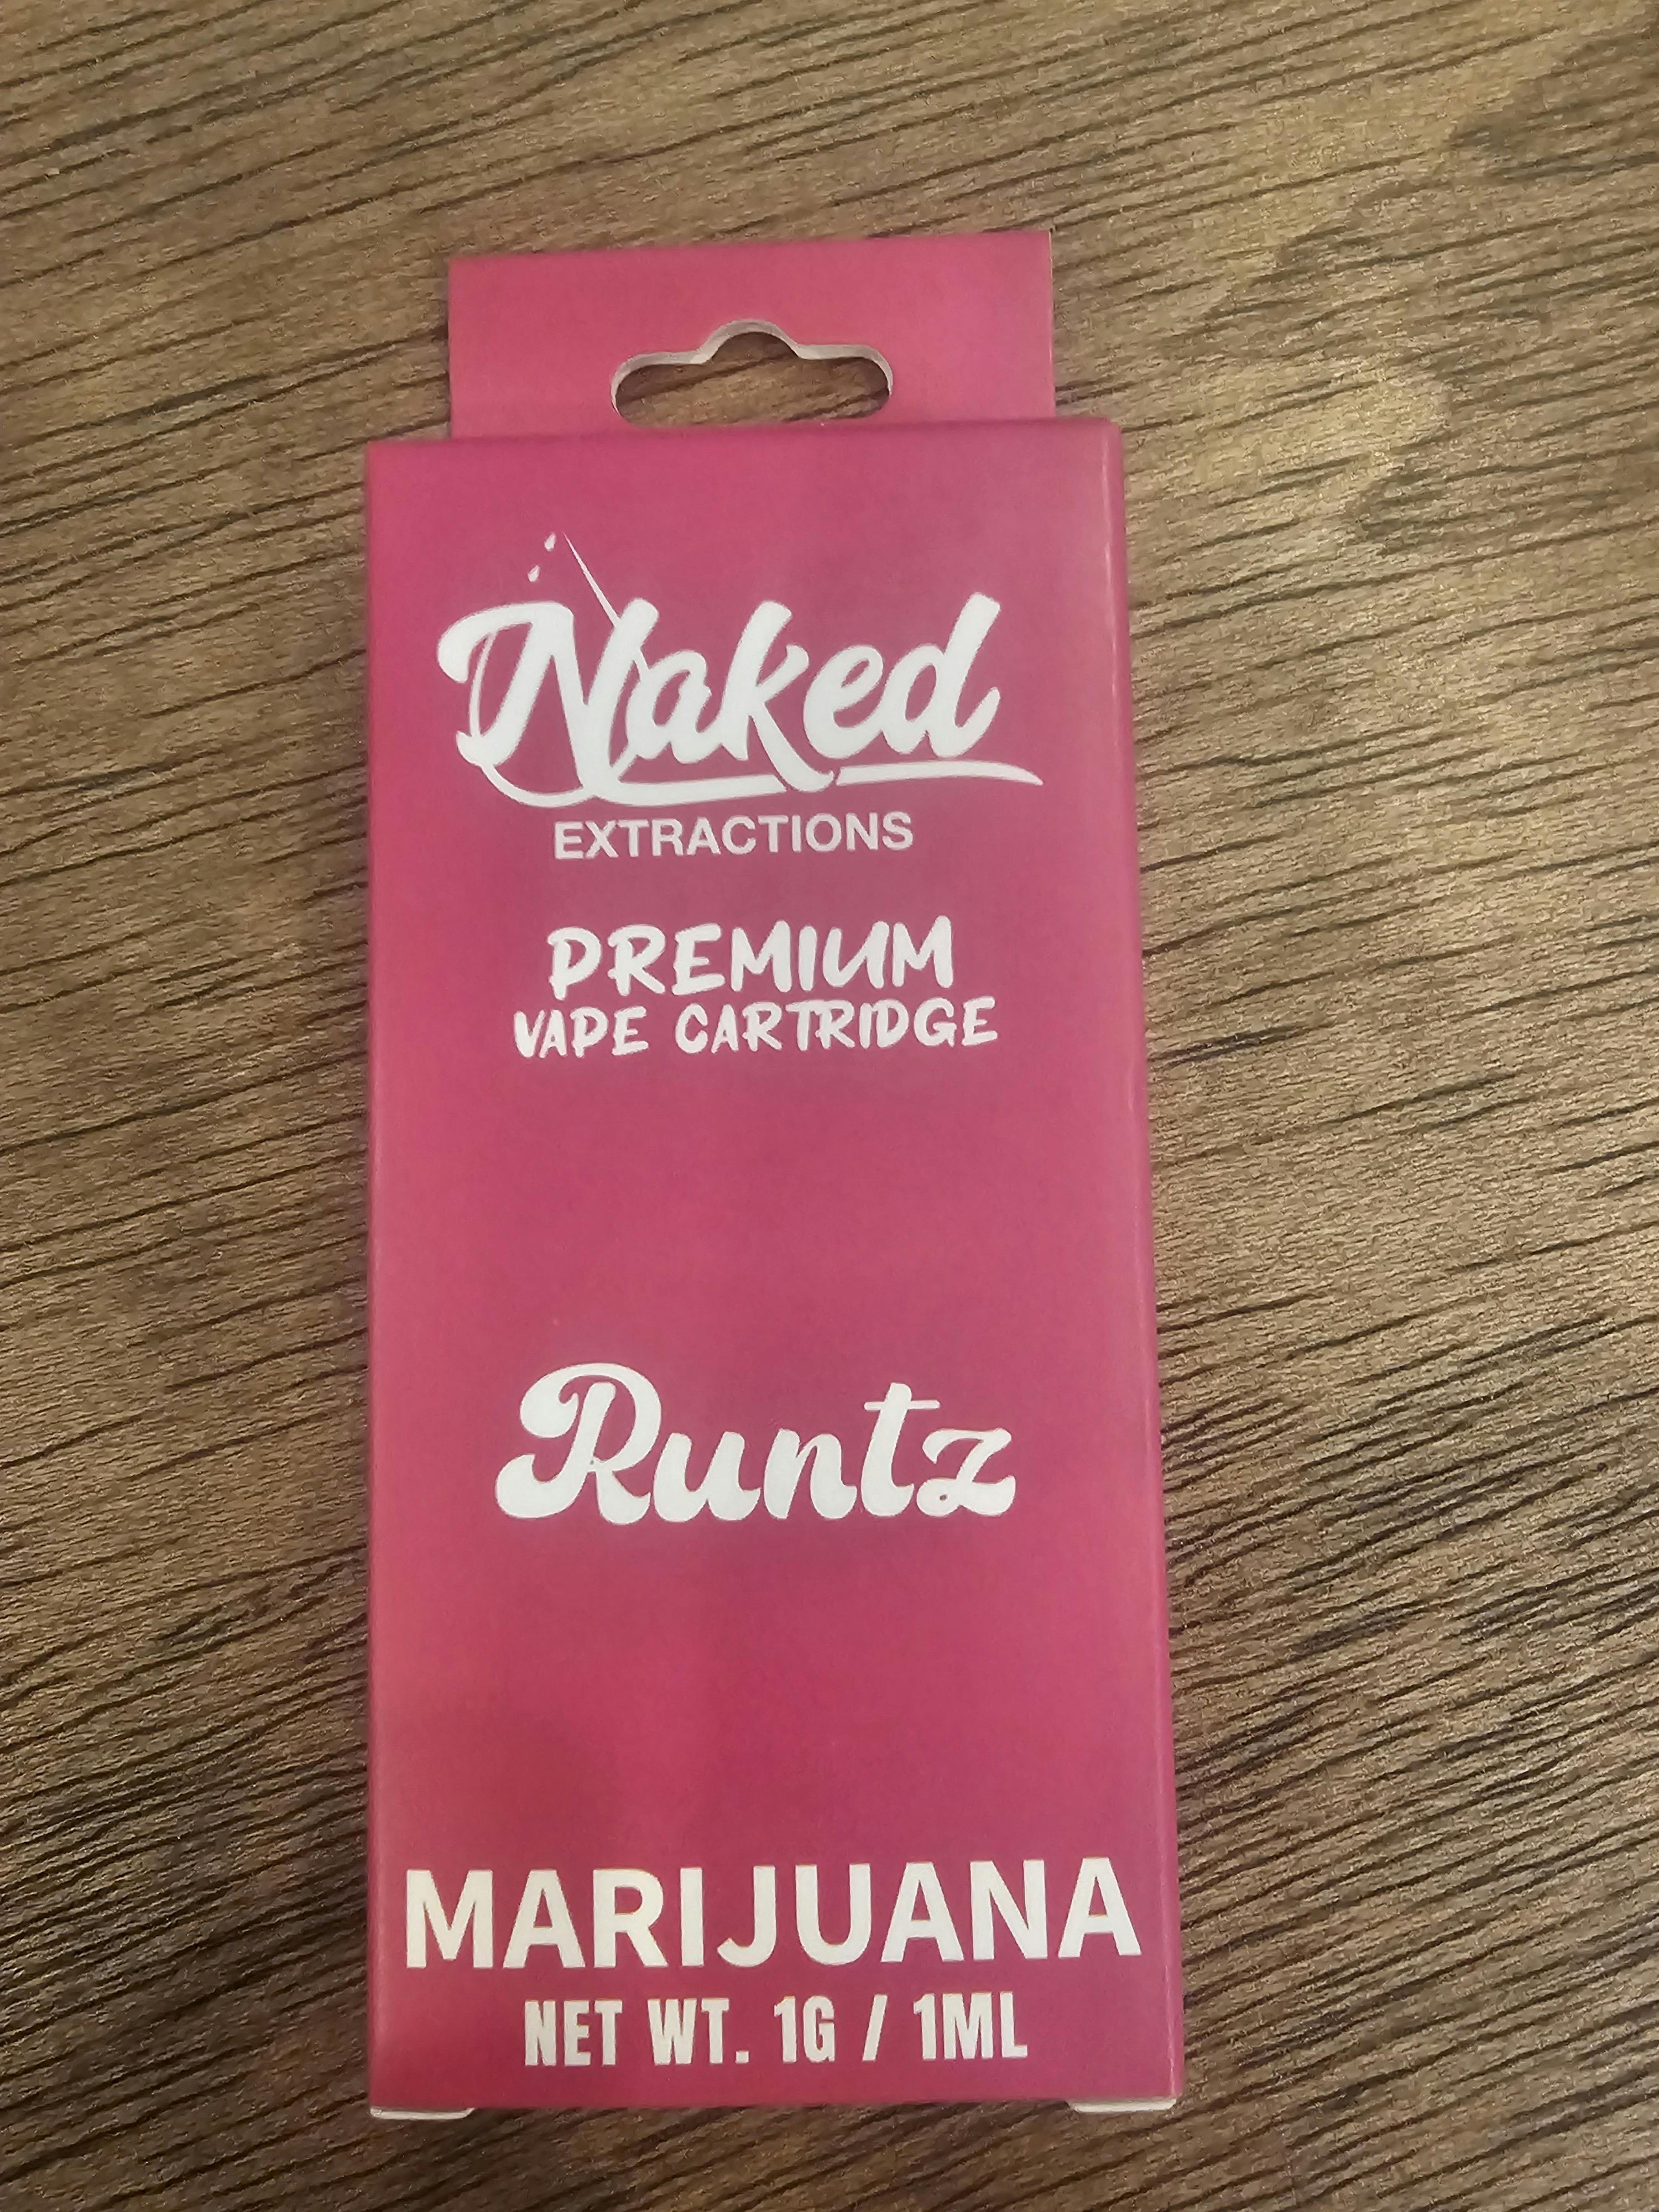 Naked
EXTRACTIONS
PREMIUM
VAPE CARTRIDGE
Runtz
MARIJUANA
NET WT. 1G / 1ML